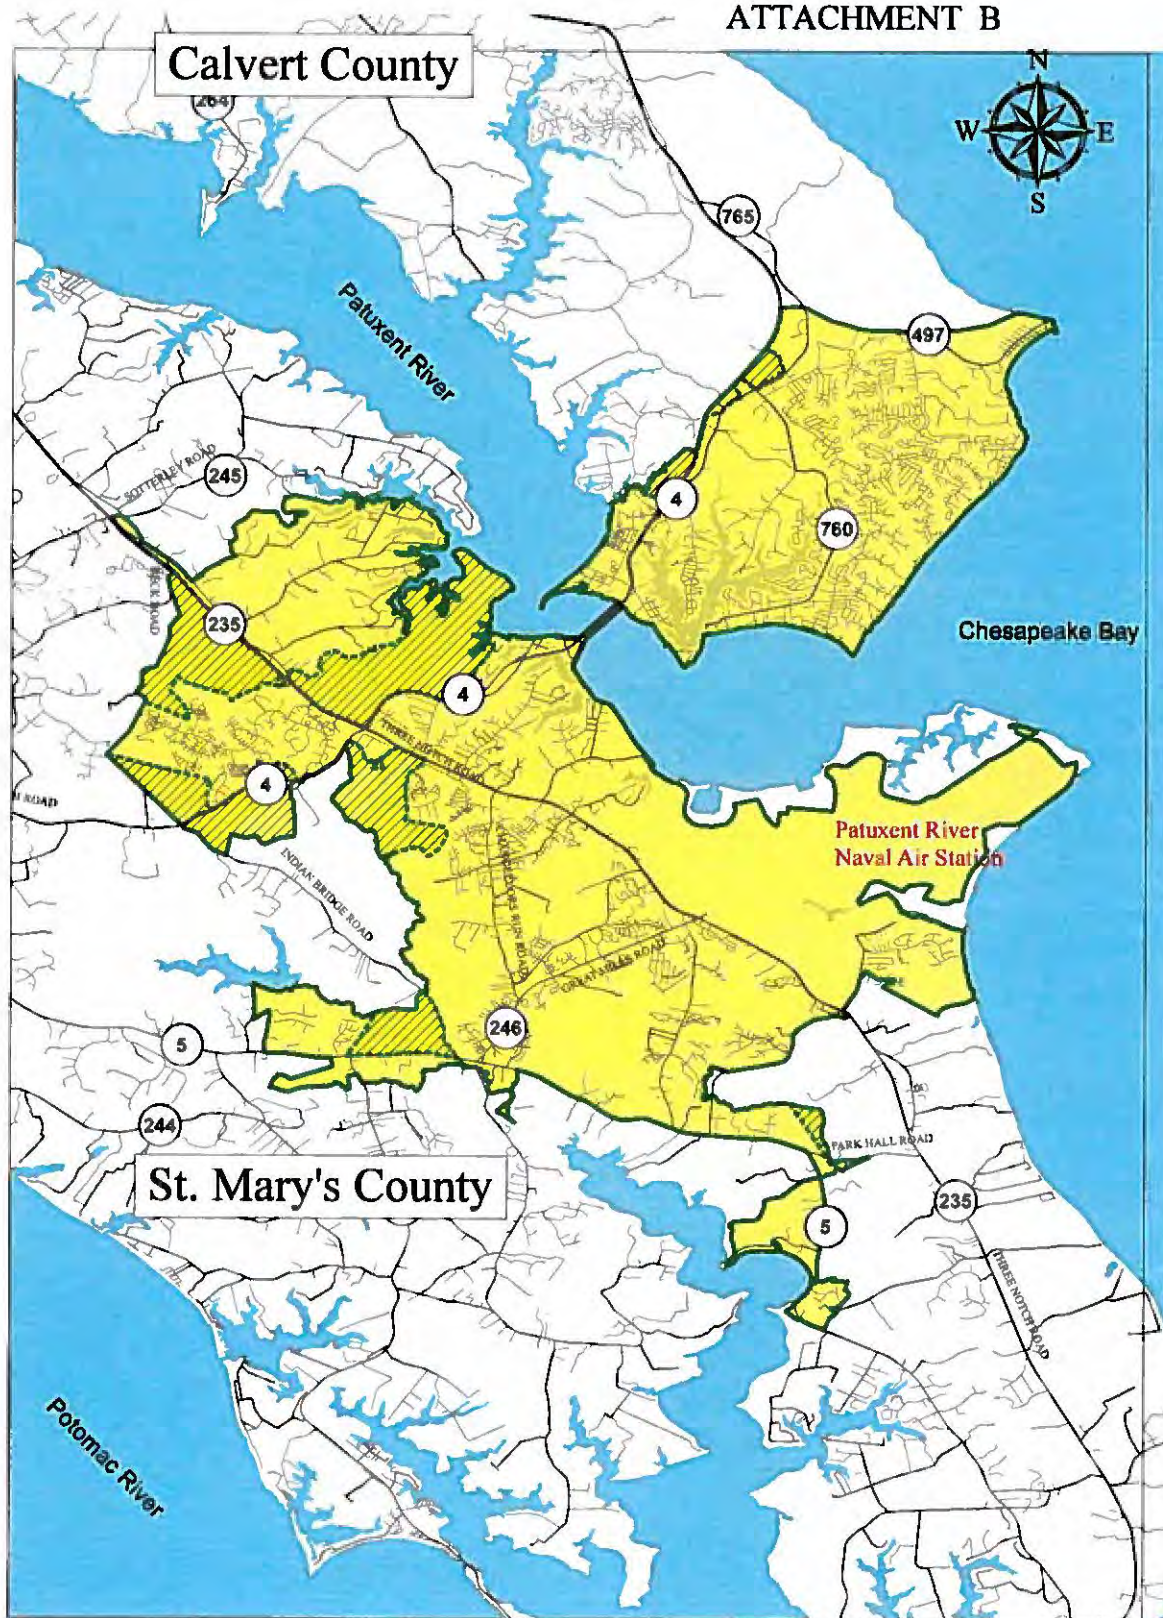 ATTACHMENT B
Calvert County
264
N
W
E
S
765
Patuxent River
497
SOTTERLEY ROAD
245
4
760
235
Chesapeake Bay
4
THREE NOTCH ROAD
4
Patuxent River
Naval Air Station
INDIAN BRIDGE ROAD
GREAT MILLS ROAD
246
5
244
PARK HALL ROAD
St. Mary's County
235
5
THREE NOTCH ROAD
Potomac River